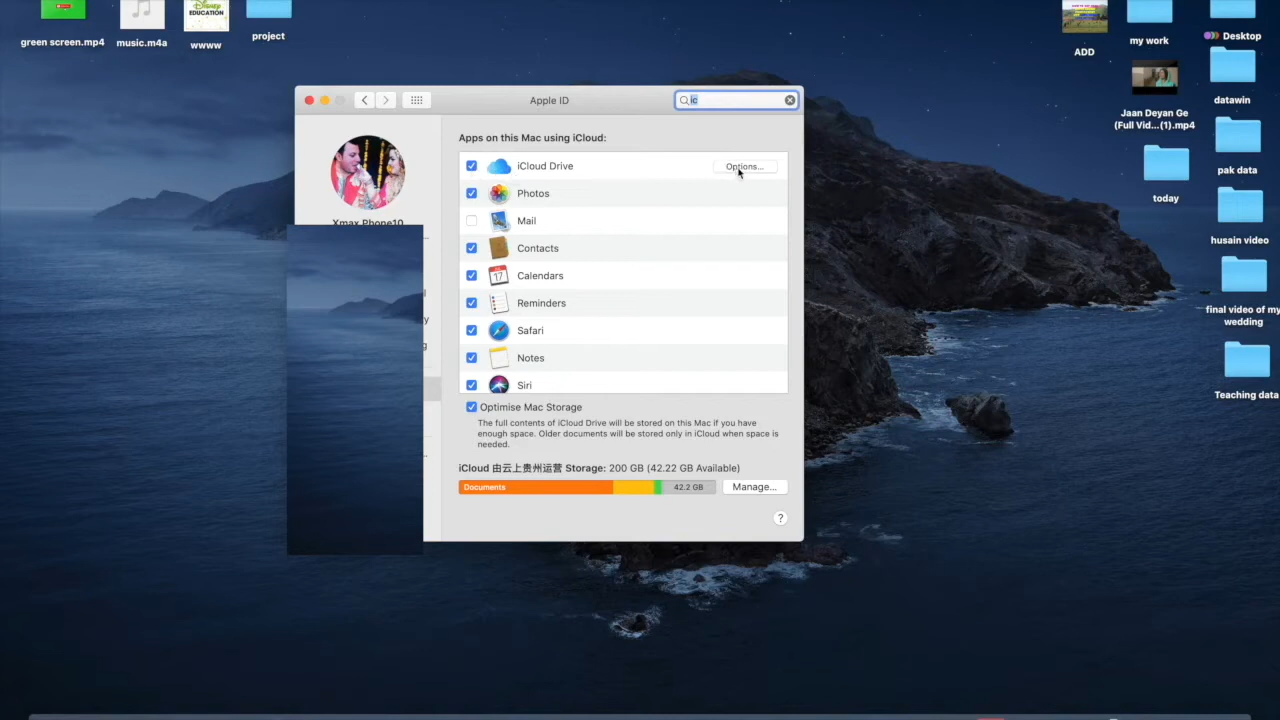 green screen.mp4
music.m4a
DISNEY
EDUCATION
wwww
project
ADD
my work
Desktop
Jaan Deyan Ge
(Full Vid...(1).mp4
datawin
pak data
today
husain video
final video of my
wedding
Teaching data
Apple ID
ic
Xmax Phone10
Apps on this Mac using iCloud:
iCloud Drive
Options...
Photos
Mail
Contacts
17
Calendars
Reminders
Safari
Notes
Siri
Optimise Mac Storage
The full contents of iCloud Drive will be stored on this Mac if you have
enough space. Older documents will be stored only in iCloud when space is
needed.
iCloud 由云上贵州运营 Storage: 200 GB (42.22 GB Available)
Documents
42.2 GB
Manage...
?